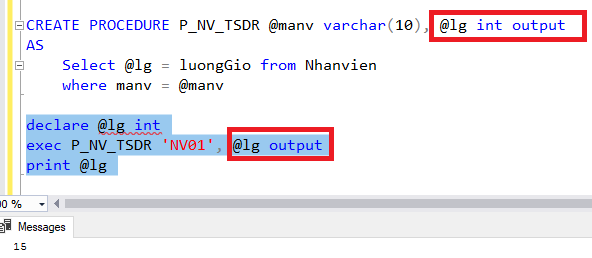 CREATE PROCEDURE P_NV_TSDR @manv varchar(10), @lg int output
AS
Select @lg = luongGio from Nhanvien
where manv = @manv
declare @lg int
exec P_NV_TSDR 'NV01', @lg output
print @lg
00 %
Messages
15